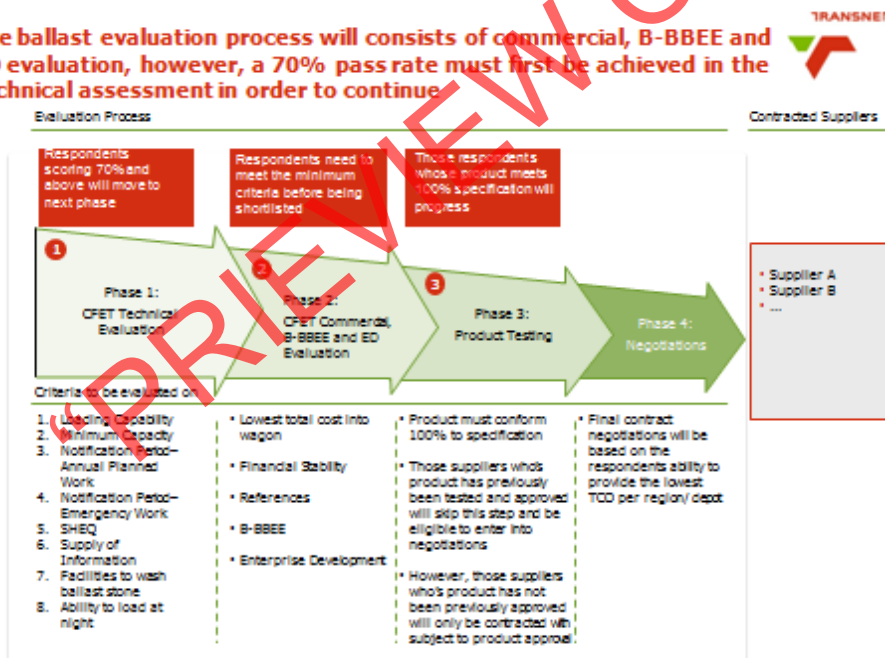 TRANSNET
e ballast evaluation process will consists of commercial, B-BBEE and
evaluation, however, a 70% pass rate must first be achieved in the
chnical assessment in order to continue
Evaluation Process
Contracted Suppliers
Respondents
scoring 70% and
above will move to
next phase
Respondents need to
meet the minimum
criteria before being
shortlisted
Those respondents
whose product meets
100% specification will
progress
1
Phase 1:
CFET Technical
Evaluation
2
Phase 2:
CFET Commercial,
B-BBEE and ED
Evaluation
3
Phase 3:
Product Testing
Phase 4:
Negotiations
• Supplier A
• Supplier B
• ...
Criteria to be evaluated on
1. Loading Capability
2. Minimum Capacity
3. Notification Period–
Annual Planned
Work
4. Notification Period–
Emergency Work
5. SHEQ
6. Supply of
Information
7. Facilities to wash
ballast stone
8. Ability to load at
night
• Lowest total cost into
wagon
• Financial Stability
• References
• B-BBEE
• Enterprise Development
• Product must conform
100% to specification
• Those suppliers who's
product has previously
been tested and approved
will skip this step and be
eligible to enter into
negotiations
• However, those suppliers
who's product has not
been previously approved
will only be contracted with
subject to product approval
• Final contract
negotiations will be
based on the
respondents ability to
provide the lowest
TCO per region/ depot
"PRIEVIEW